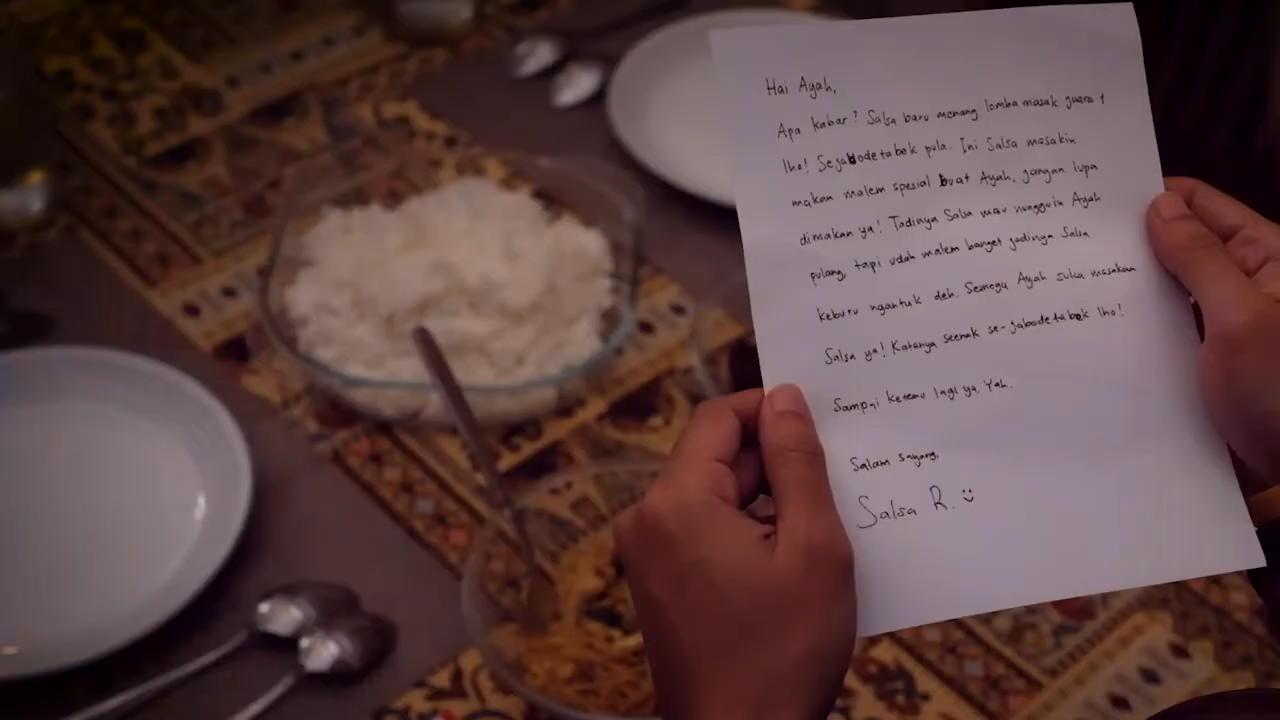 Hai Ayah,
Apa kabar? Salsa baru menang lomba masak juara 1
lho! Sejabodetabek pula. Ini Salsa masakin
makan malem spesial buat Ayah, jangan lupa
dimakan ya! Tadinya Salsa mau nungguin Ayah
pulang, tapi udah malem banget jadinya Salsa
keburu ngantuk deh. Semoga Ayah suka masakan
Salsa ya! Katanya seenak se-jabodetabek lho!
Sampai ketemu lagi ya, Yah.
Salam sayang,
Salsa R. :)